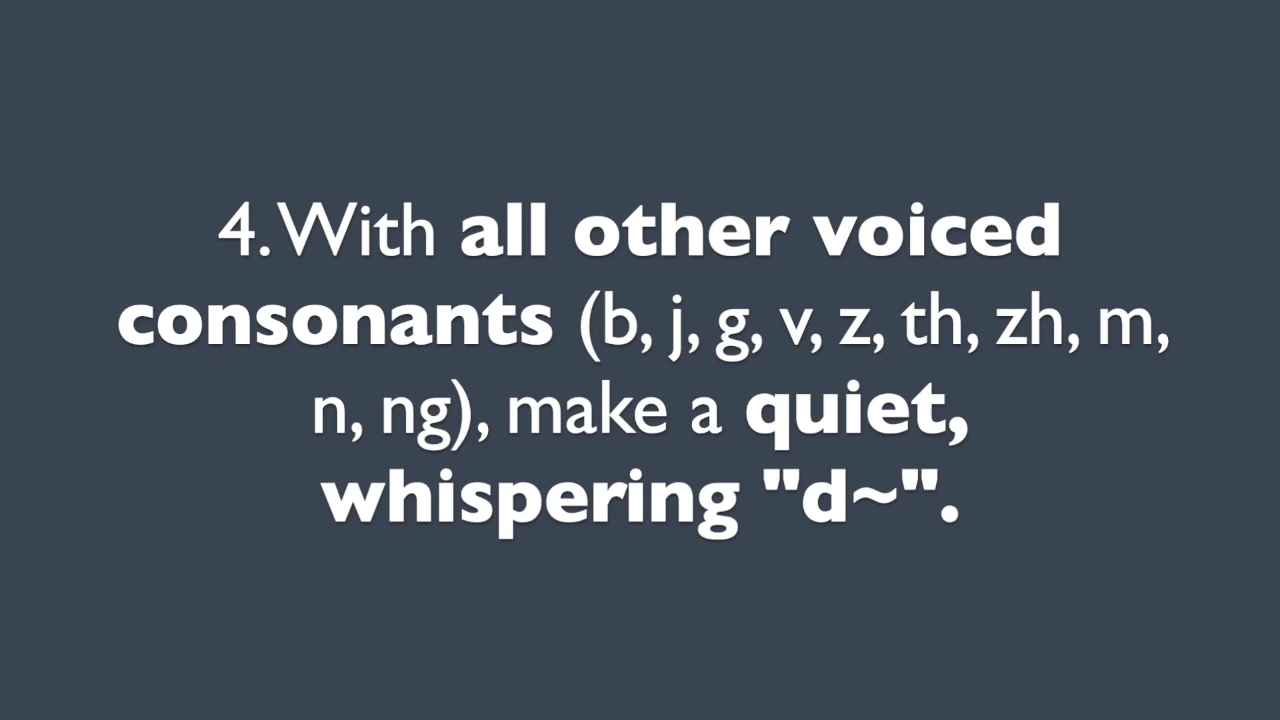 4. With all other voiced
consonants (b, j, g, v, z, th, zh, m,
n, ng), make a quiet,
whispering "d~".